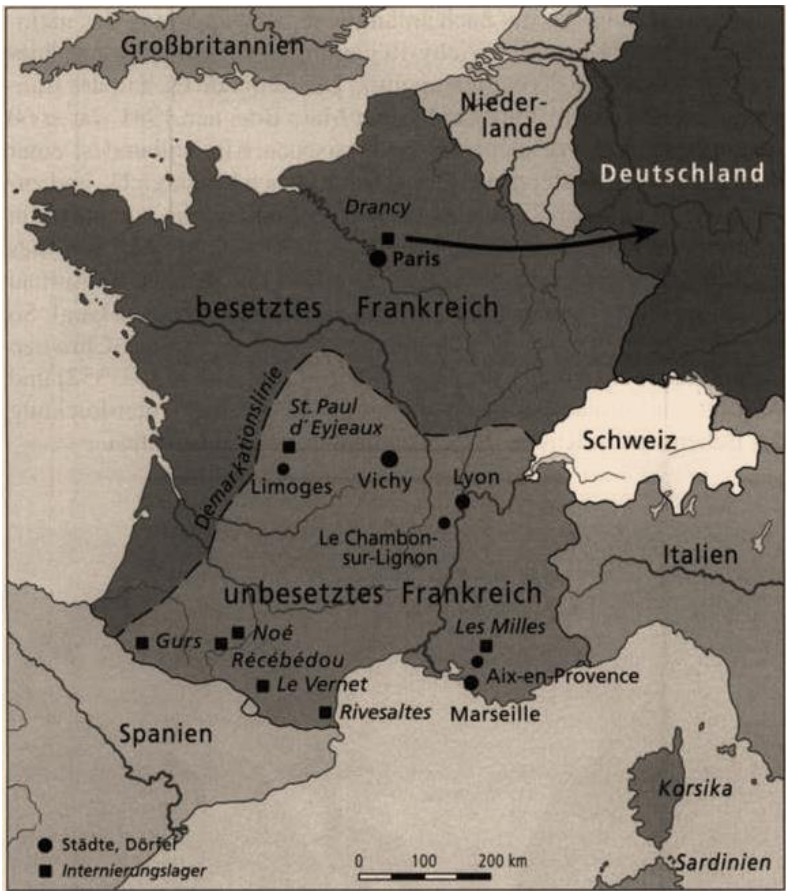 Großbritannien
Nieder-
lande
Deutschland
Drancy
Paris
besetztes Frankreich
Demarkationslinie
St. Paul
d'Eyjeaux
Limoges
Vichy
Lyon
Schweiz
Le Chambon-
sur-Lignon
Italien
unbesetztes Frankreich
Gurs
Noé
Récébédou
Les Milles
Aix-en-Provence
Le Vernet
Marseille
Rivesaltes
Spanien
Korsika
Sardinien
Städte, Dörfer
Internierungslager
0 100 200 km